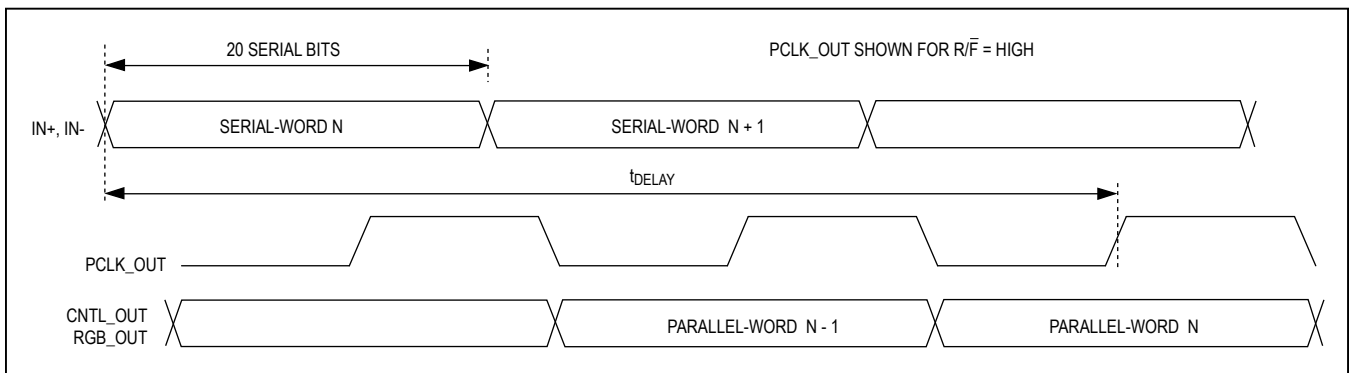 20 SERIAL BITS
PCLK_OUT SHOWN FOR R/F̅ = HIGH
IN+, IN-
SERIAL-WORD N
SERIAL-WORD N + 1
tDELAY
PCLK_OUT
CNTL_OUT
RGB_OUT
PARALLEL-WORD N - 1
PARALLEL-WORD N